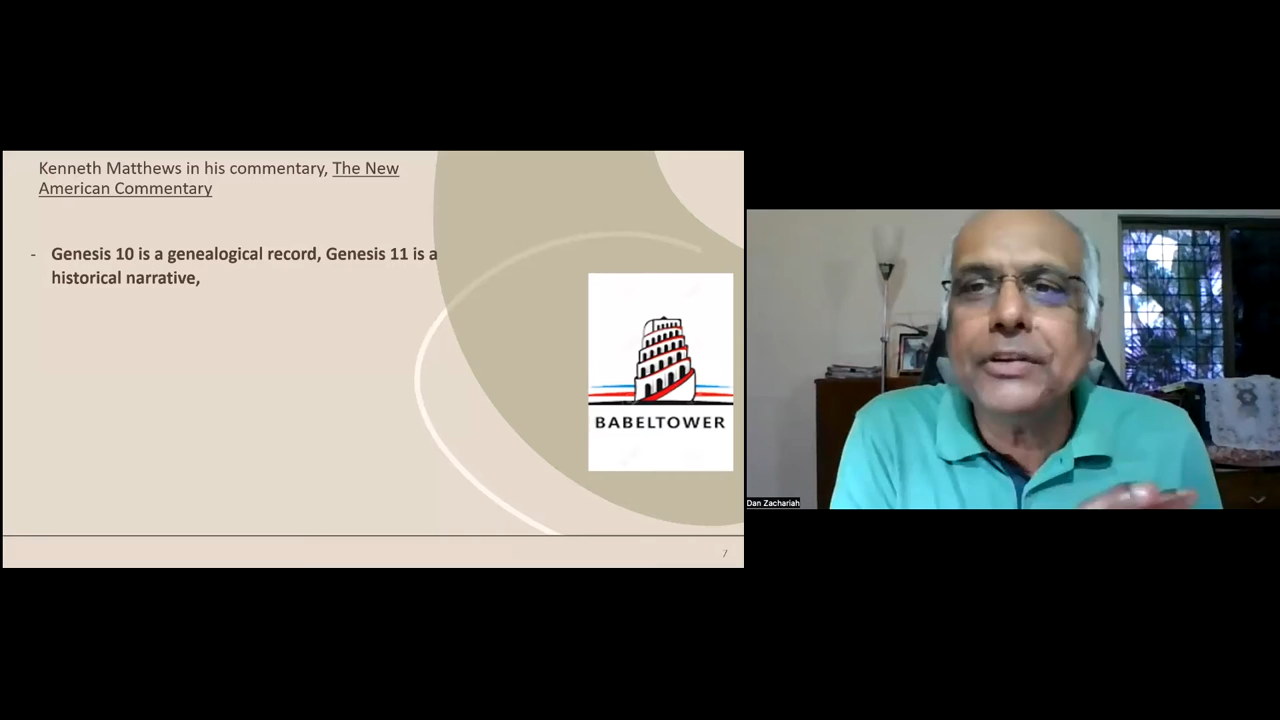 Kenneth Matthews in his commentary, The New
American Commentary
- Genesis 10 is a genealogical record, Genesis 11 is a
historical narrative,
BABELTOWER
7
Dan Zachariah